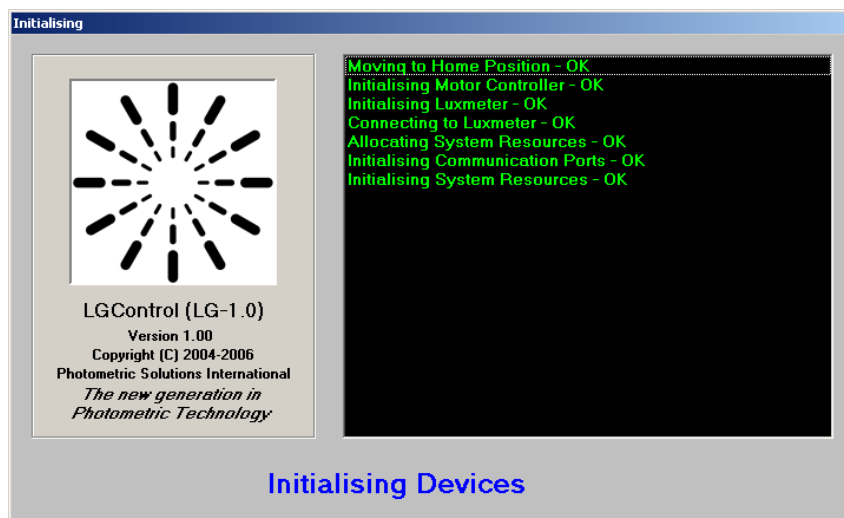 Initialising
Moving to Home Position - OK
Initialising Motor Controller - OK
Initialising Luxmeter - OK
Connecting to Luxmeter - OK
Allocating System Resources - OK
Initialising Communication Ports - OK
Initialising System Resources - OK
LGControl (LG-1.0)
Version 1.00
Copyright (C) 2004-2006
Photometric Solutions International
The new generation in
Photometric Technology
Initialising Devices